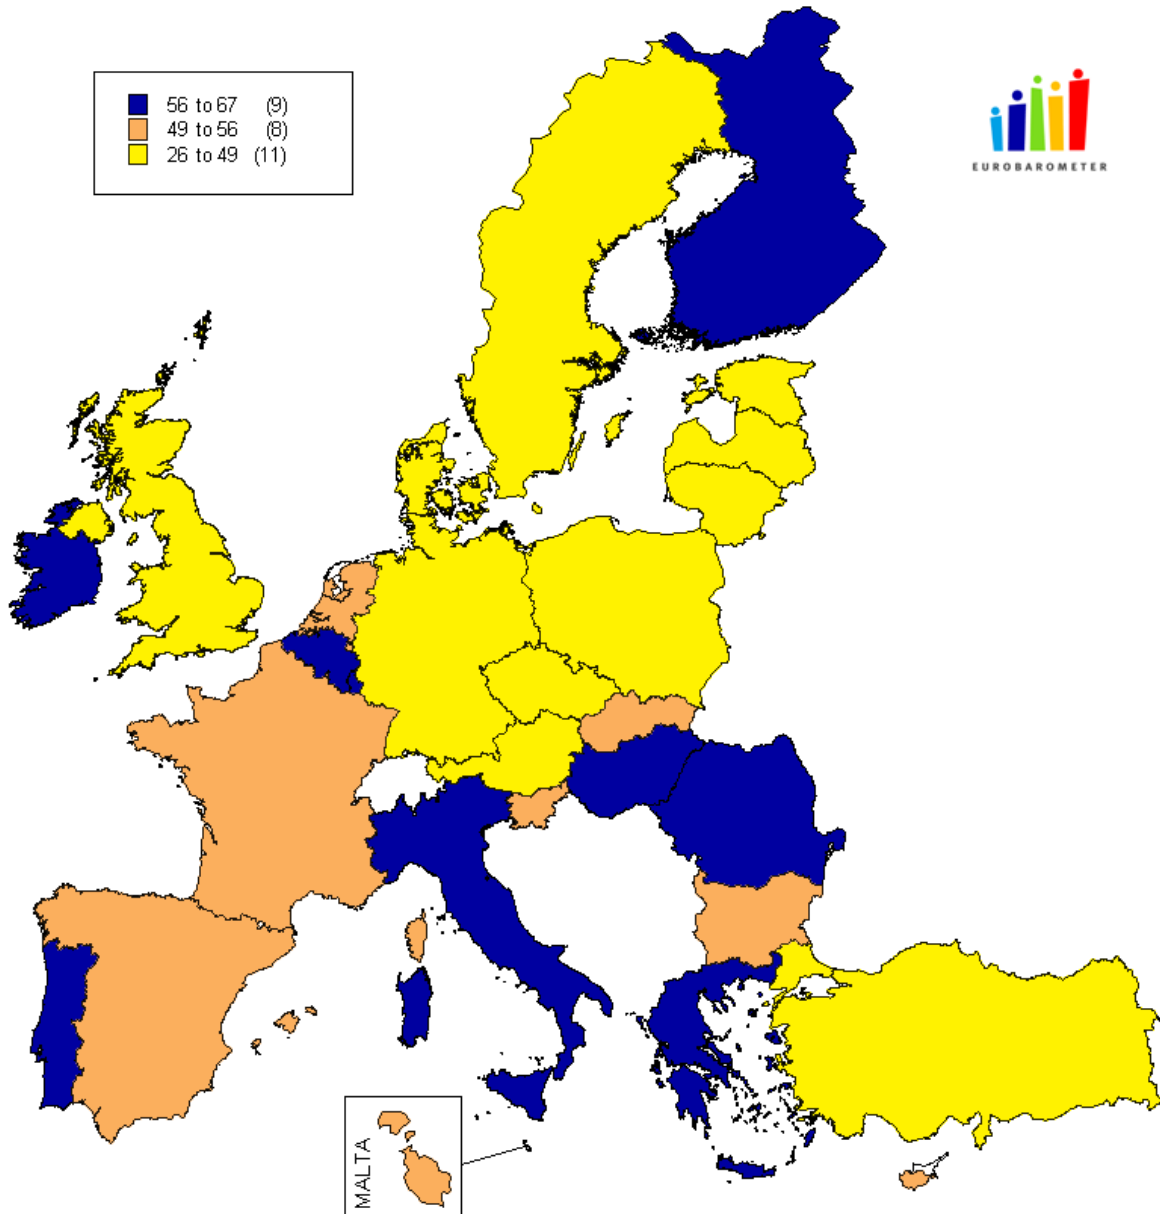 56 to 67 (9)
49 to 56 (8)
26 to 49 (11)
EUROBAROMETER
MALTA